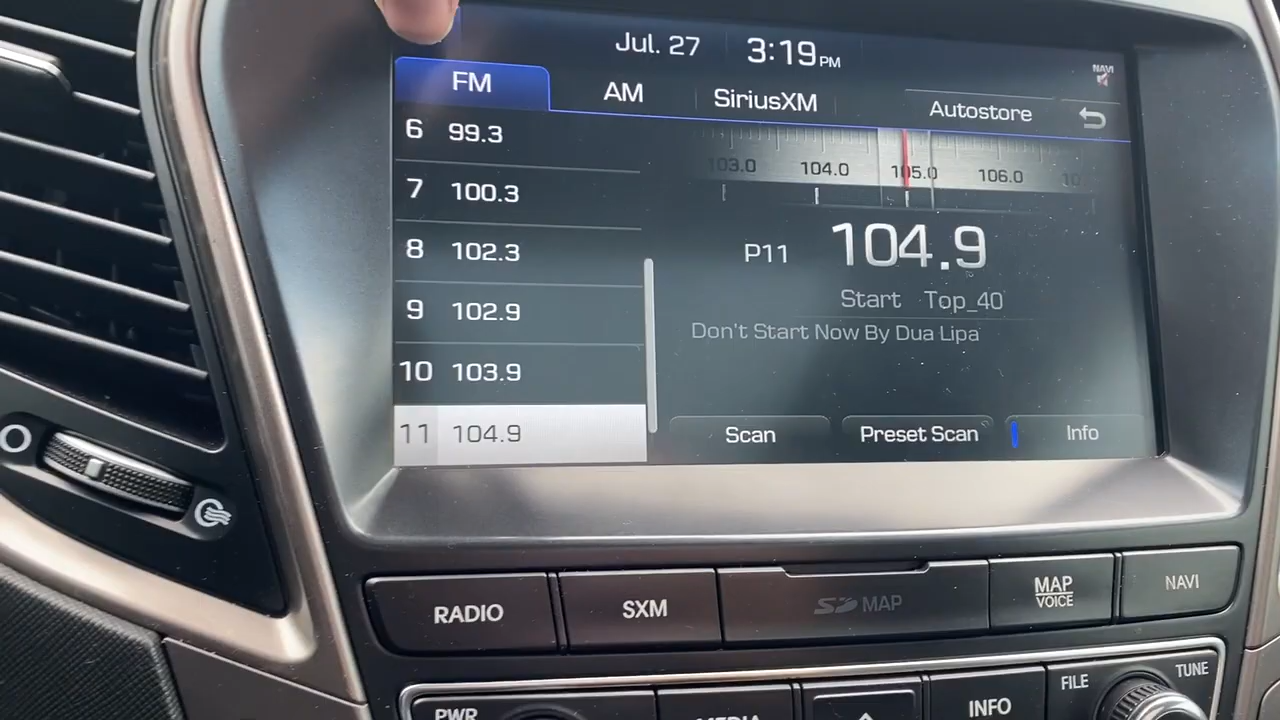 Jul. 27 3:19 PM
NAVI
FM AM SiriusXM Autostore
6 99.3
7 100.3
8 102.3
9 102.9
10 103.9
11 104.9
103.0 104.0 105.0 106.0
P11 104.9
Start Top_40
Don't Start Now By Dua Lipa
Scan Preset Scan Info
RADIO SXM SD MAP MAP VOICE NAVI
PWR MEDIA INFO FILE TUNE